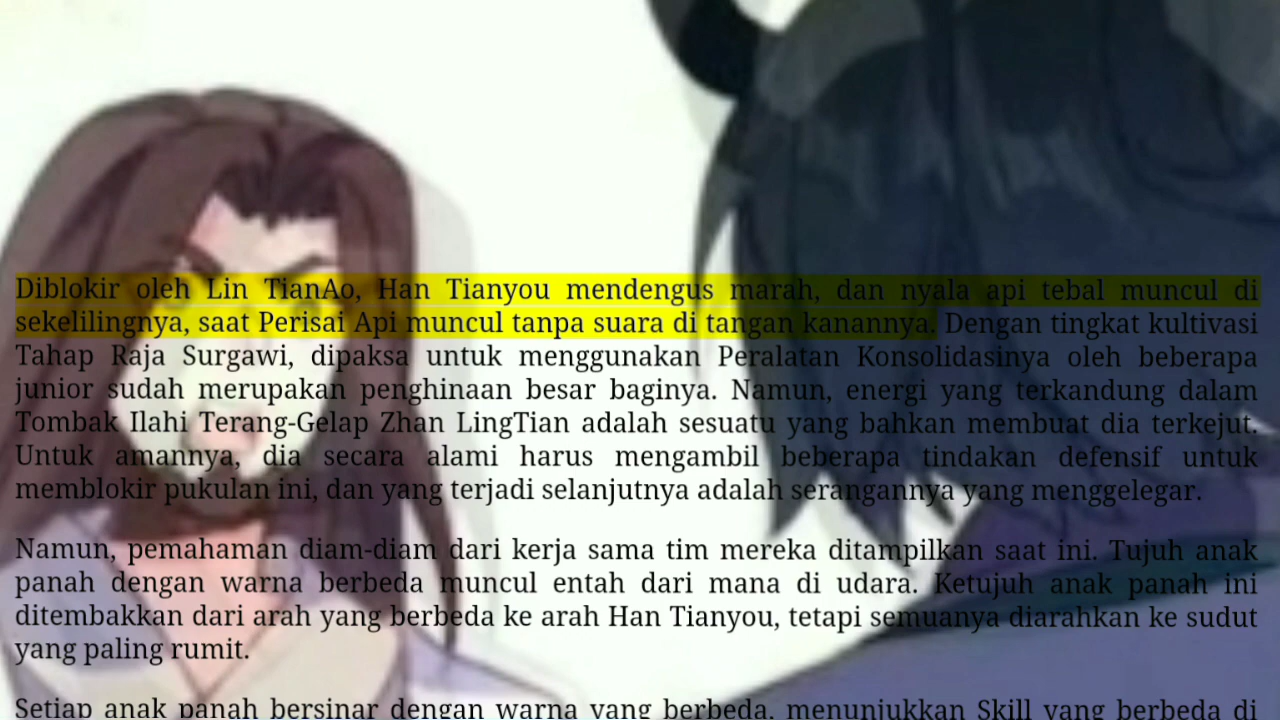 Diblokir oleh Lin TianAo, Han Tianyou mendengus marah, dan nyala api tebal muncul di
sekelilingnya, saat Perisai Api muncul tanpa suara di tangan kanannya. Dengan tingkat kultivasi
Tahap Raja Surgawi, dipaksa untuk menggunakan Peralatan Konsolidasinya oleh beberapa
junior sudah merupakan penghinaan besar baginya. Namun, energi yang terkandung dalam
Tombak Ilahi Terang-Gelap Zhan LingTian adalah sesuatu yang bahkan membuat dia terkejut.
Untuk amannya, dia secara alami harus mengambil beberapa tindakan defensif untuk
memblokir pukulan ini, dan yang terjadi selanjutnya adalah serangannya yang menggelegar.
Namun, pemahaman diam-diam dari kerja sama tim mereka ditampilkan saat ini. Tujuh anak
panah dengan warna berbeda muncul entah dari mana di udara. Ketujuh anak panah ini
ditembakkan dari arah yang berbeda ke arah Han Tianyou, tetapi semuanya diarahkan ke sudut
yang paling rumit.
Setiap anak panah bersinar dengan warna yang berbeda, menunjukkan Skill yang berbeda di